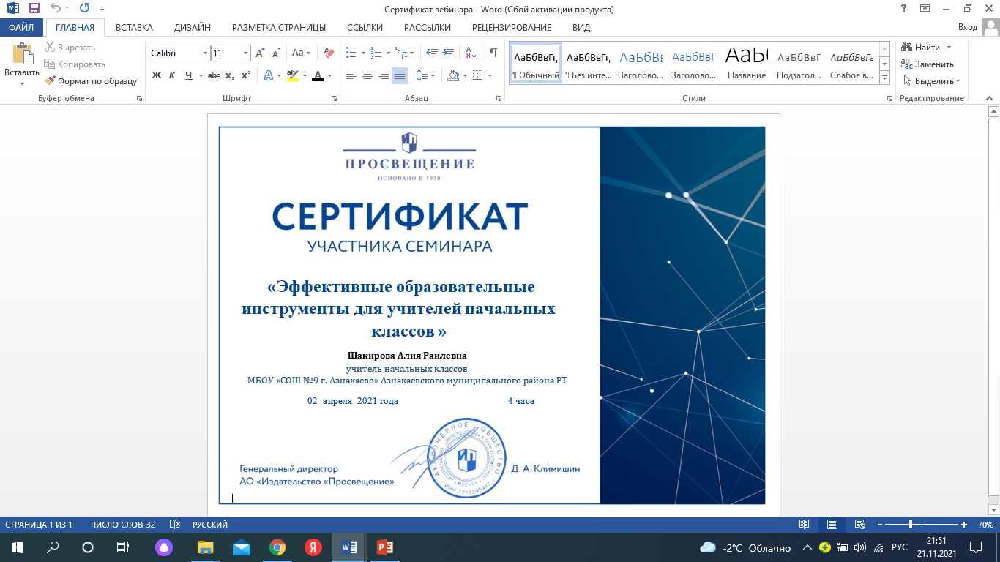 Сертификат вебинара - Word (Сбой активации продукта)
ФАЙЛ ГЛАВНАЯ ВСТАВКА ДИЗАЙН РАЗМЕТКА СТРАНИЦЫ ССЫЛКИ РАССЫЛКИ РЕЦЕНЗИРОВАНИЕ ВИД Вход
Вставить
Вырезать
Копировать
Формат по образцу
Буфер обмена
Calibri 11
Ж К Ч abc x₂ x²
Шрифт
Абзац
АаБбВвГг, АаБбВвГг, АаБбВı АаБбВвГ АаЫ АаБбВвГ АаБбВвГг
¶ Обычный ¶ Без инте... Заголово... Заголово... Название Подзагол... Слабое в...
Стили
Найти
Заменить
Выделить
Редактирование
ПРОСВЕЩЕНИЕ
ОСНОВАНО В 1930
СЕРТИФИКАТ
УЧАСТНИКА СЕМИНАРА
«Эффективные образовательные
инструменты для учителей начальных
классов »
Шакирова Алия Раилевна
учитель начальных классов
МБОУ «СОШ №9 г. Азнакаево» Азнакаевского муниципального района РТ
02 апреля 2021 года 4 часа
Генеральный директор
АО «Издательство «Просвещение»
АКЦИОНЕРНОЕ ОБЩЕСТВО
МОСКВА
Д. А. Климишин
СТРАНИЦА 1 ИЗ 1 ЧИСЛО СЛОВ: 32 РУССКИЙ 70%
-2°C Облачно РУС 21:51
21.11.2021